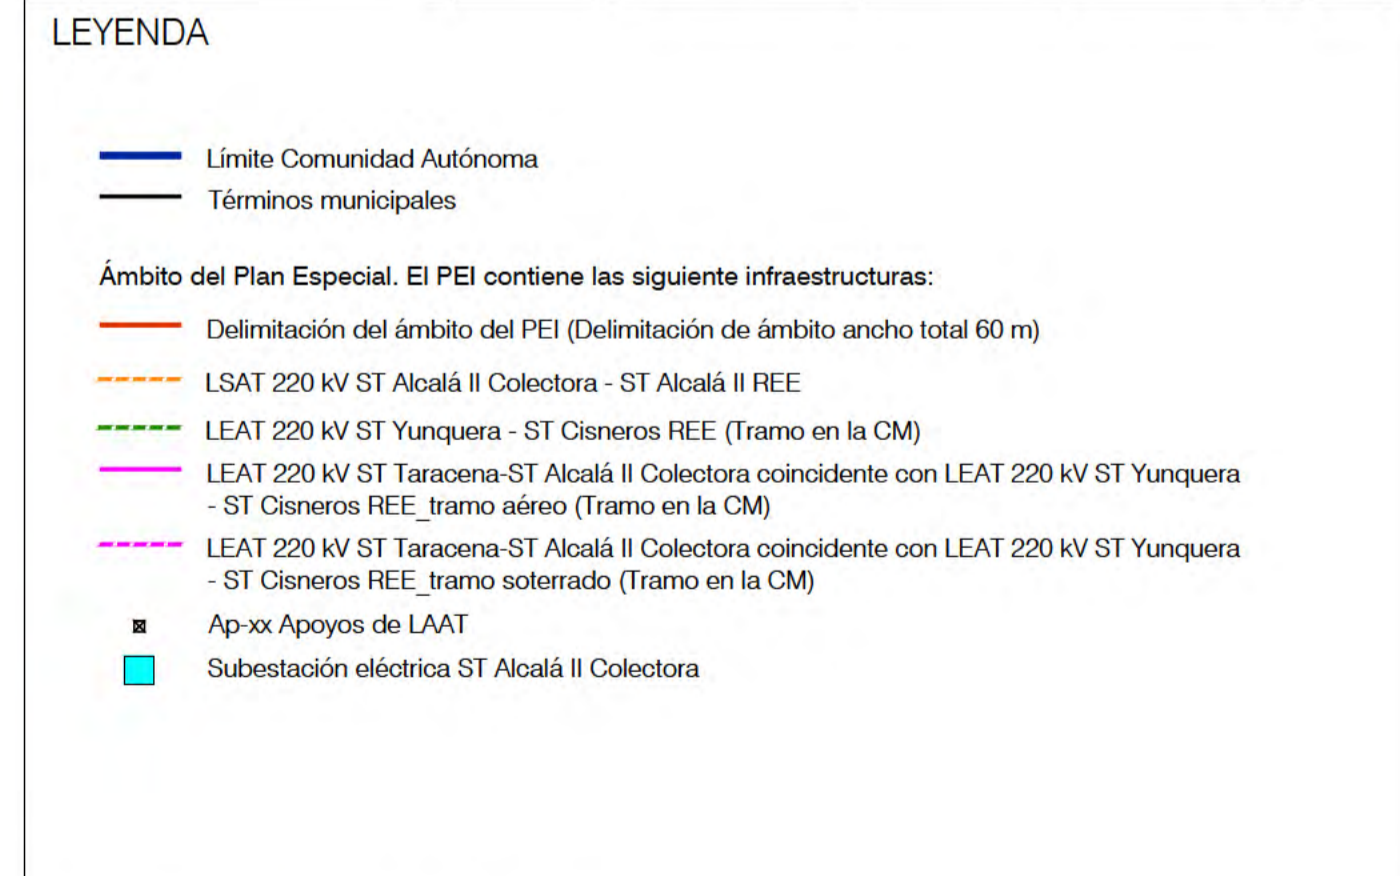 LEYENDA
Límite Comunidad Autónoma
Términos municipales
Ámbito del Plan Especial. El PEI contiene las siguiente infraestructuras:
Delimitación del ámbito del PEI (Delimitación de ámbito ancho total 60 m)
LSAT 220 kV ST Alcalá II Colectora - ST Alcalá II REE
LEAT 220 kV ST Yunquera - ST Cisneros REE (Tramo en la CM)
LEAT 220 kV ST Taracena-ST Alcalá II Colectora coincidente con LEAT 220 kV ST Yunquera
- ST Cisneros REE_tramo aéreo (Tramo en la CM)
LEAT 220 kV ST Taracena-ST Alcalá II Colectora coincidente con LEAT 220 kV ST Yunquera
- ST Cisneros REE_tramo soterrado (Tramo en la CM)
Ap-xx Apoyos de LAAT
Subestación eléctrica ST Alcalá II Colectora